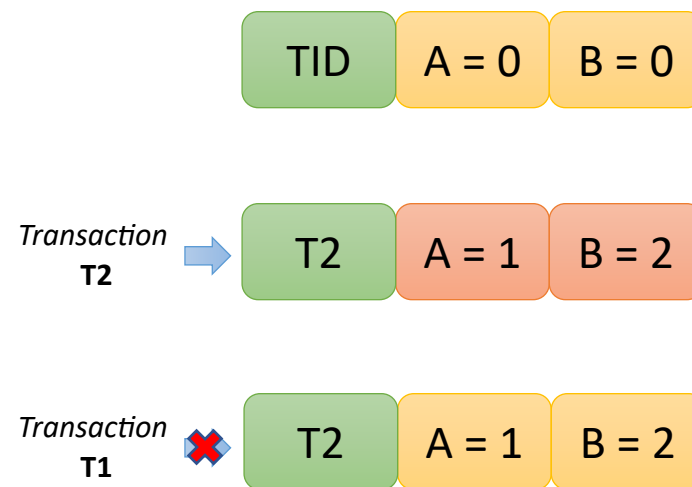 TID A = 0 B = 0
Transaction
T2
T2 A = 1 B = 2
Transaction
T1
T2 A = 1 B = 2